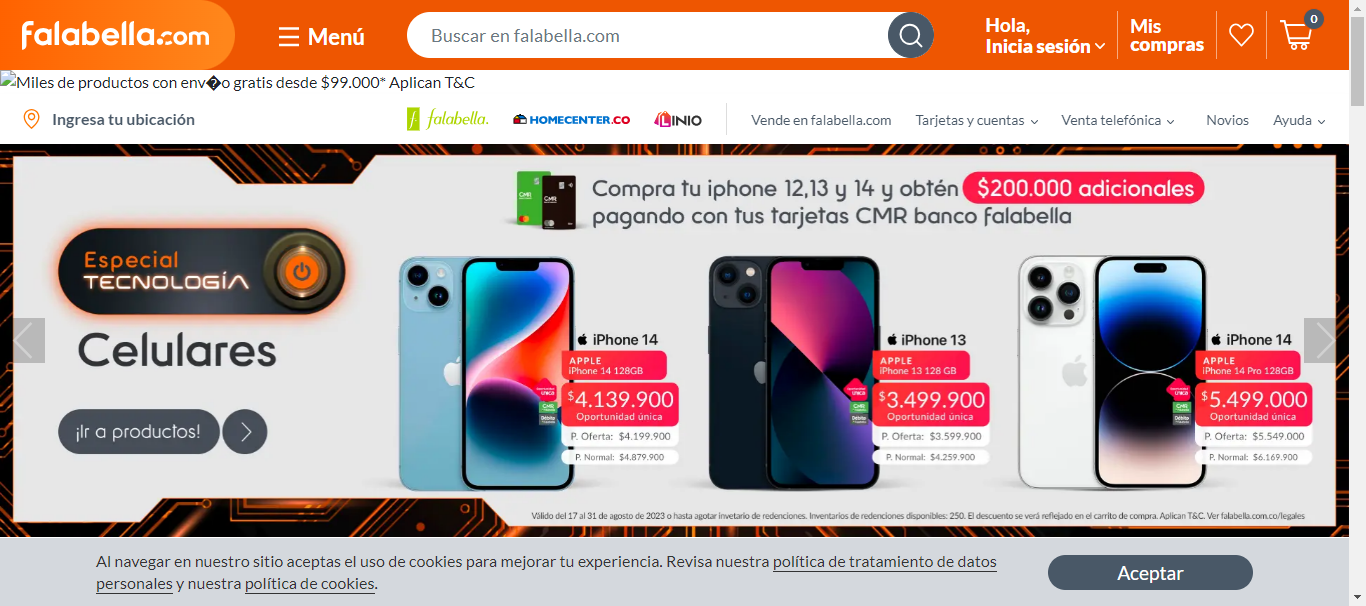 falabella.com
Menú
Buscar en falabella.com
Hola,
Inicia sesión
Mis
compras
0
Miles de productos con env�o gratis desde $99.000* Aplican T&C
Ingresa tu ubicación
falabella.
HOMECENTER.CO
LINIO
Vende en falabella.com
Tarjetas y cuentas
Venta telefónica
Novios
Ayuda
CMR
CMR
Compra tu iphone 12,13 y 14 y obtén $200.000 adicionales
pagando con tus tarjetas CMR banco falabella
Especial
TECNOLOGÍA
Celulares
¡Ir a productos!
iPhone 14
APPLE
iPhone 14 128GB
$4.139.900
Oportunidad única
P. Oferta: $4.199.900
P. Normal: $4,879.900
iPhone 13
APPLE
iPhone 13 128 GB
$3.499.900
Oportunidad única
P. Oferta: $3.599.900
P. Normal: $4.259.900
iPhone 14
APPLE
iPhone 14 Pro 128GB
$5.499.000
Oportunidad única
P. Oferta: $5.549.000
P. Normal: $6.169.900
Válido del 17 al 31 de agosto de 2023 o hasta agotar invetario de redenciones. Inventarios de redenciones disponibles: 250. El descuento se verá reflejado en el carrito de compra. Aplican T&C. Ver falabella.com.co/legales
Al navegar en nuestro sitio aceptas el uso de cookies para mejorar tu experiencia. Revisa nuestra política de tratamiento de datos
personales y nuestra política de cookies.
Aceptar